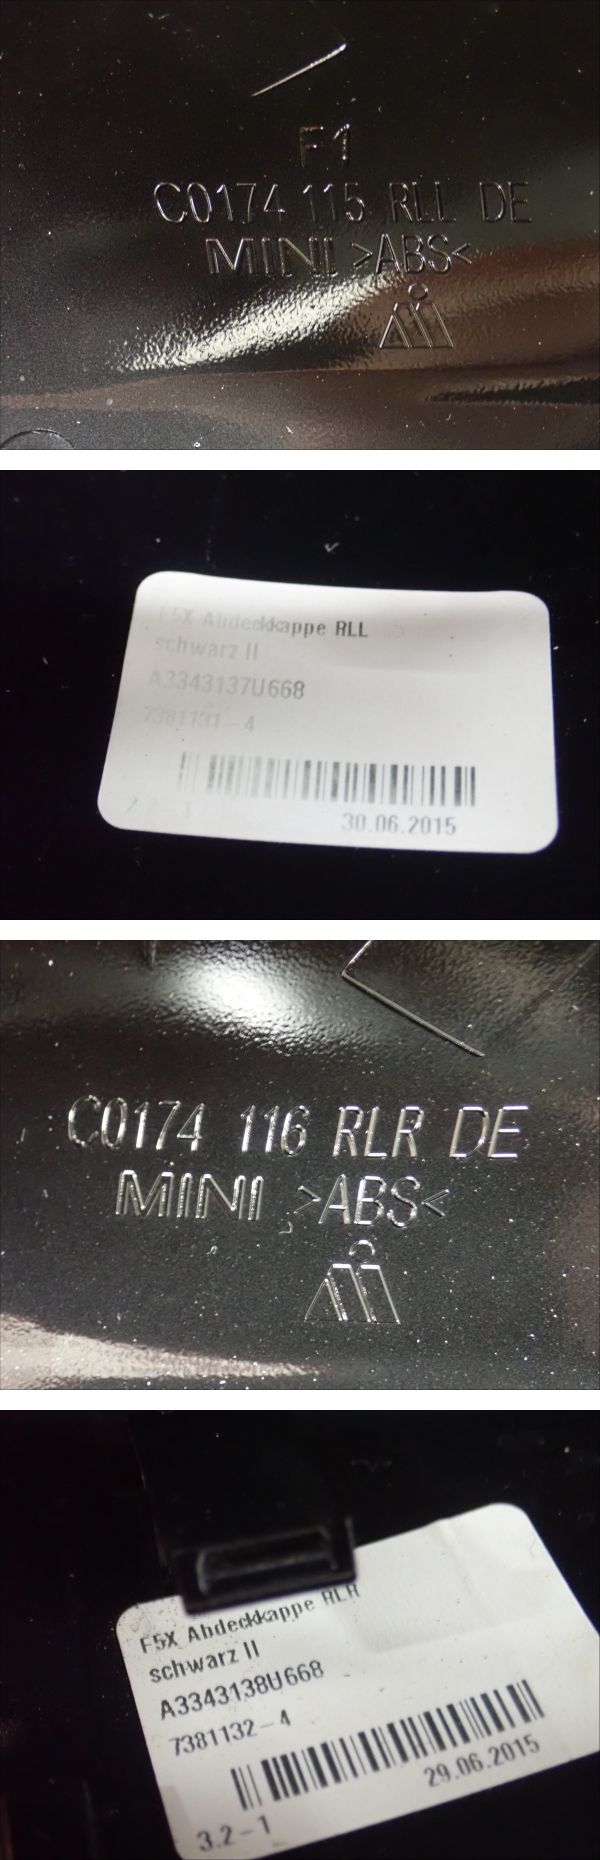 F1
C0174 115 RLL DE
MINI >ABS<
F5X Abdeckkappe RLL
schwarz II
A3343137U668
7381131-4
30.06.2015
C0174 116 RLR DE
MINI >ABS<
F5X Abdeckkappe RLR
schwarz II
A3343138U668
7381132-4
29.06.2015
3.2-1